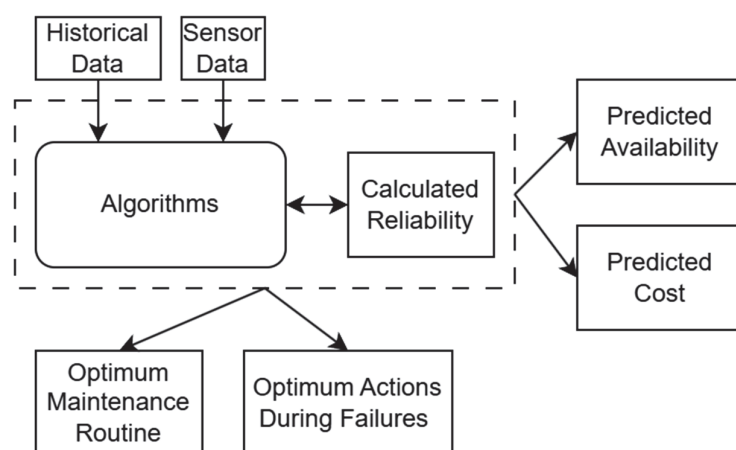 Historical
Data
Sensor
Data
Predicted
Availability
Algorithms
Calculated
Reliability
Predicted
Cost
Optimum
Maintenance
Routine
Optimum Actions
During Failures